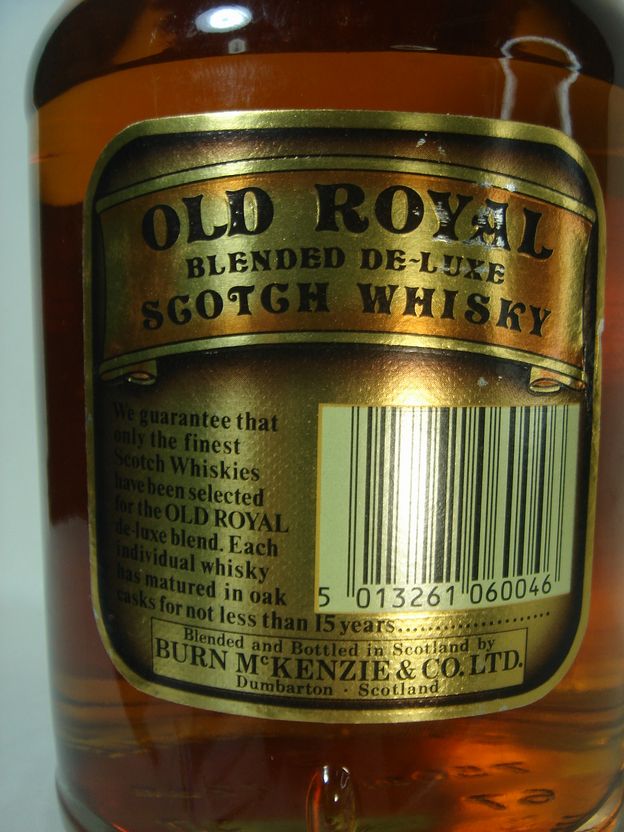 OLD ROYAL
BLENDED DE-LUXE
SCOTCH WHISKY
We guarantee that
only the finest
Scotch Whiskies
have been selected
for the OLD ROYAL
de-luxe blend. Each
individual whisky
has matured in oak
casks for not less than 15 years....................
5 013261 060046
Blended and Bottled in Scotland by
BURN McKENZIE & CO. LTD.
Dumbarton · Scotland